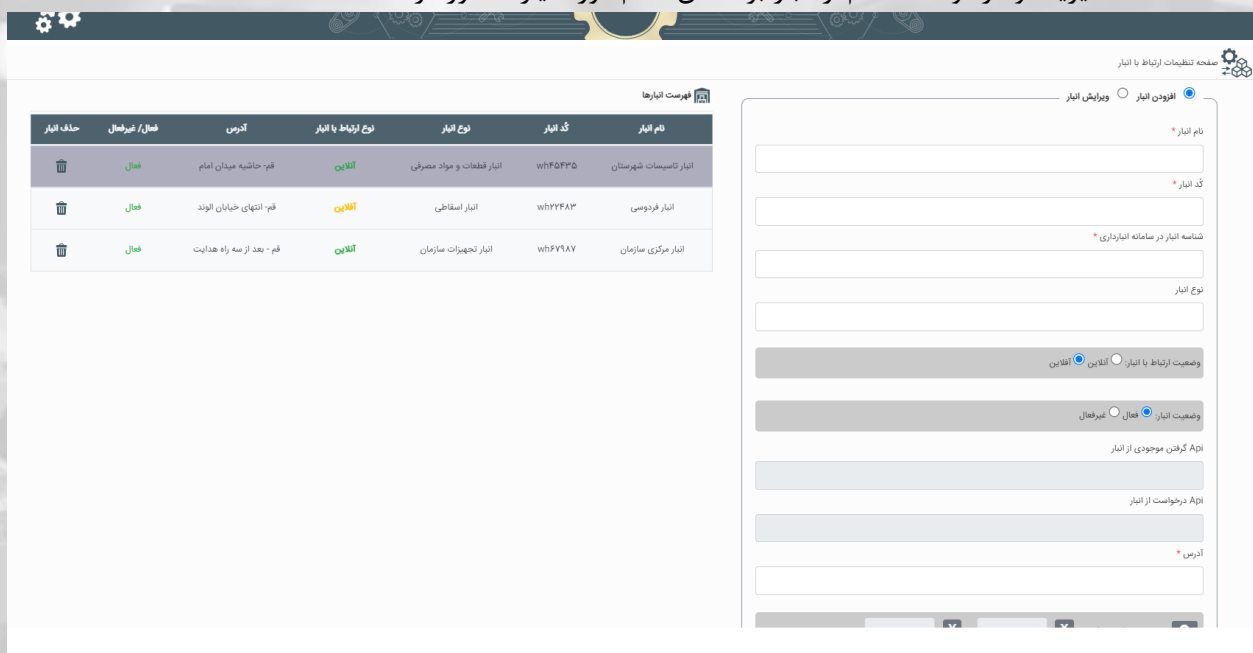 صفحه تنظیمات ارتباط با انبار
افزودن انبار ویرایش انبار
نام انبار *
کُد انبار *
شناسه انبار در سامانه انبارداری *
نوع انبار
وضعیت ارتباط با انبار: آنلاین آفلاین
وضعیت انبار: فعال غیرفعال
Api گرفتن موجودی از انبار
Api درخواست از انبار
آدرس *
فهرست انبارها
نام انبار کُد انبار نوع انبار نوع ارتباط با انبار آدرس فعال/ غیرفعال حذف انبار
انبار تاسیسات شهرستان wh۴۵۴۳۵ انبار قطعات و مواد مصرفی آنلاین قم- حاشیه میدان امام فعال
انبار فردوسی wh۲۲۴۸۳ انبار اسقاطی آفلاین قم- انتهای خیابان الوند فعال
انبار مرکزی سازمان wh۶۷۹۸۷ انبار تجهیزات سازمان آنلاین قم - بعد از سه راه هدایت فعال